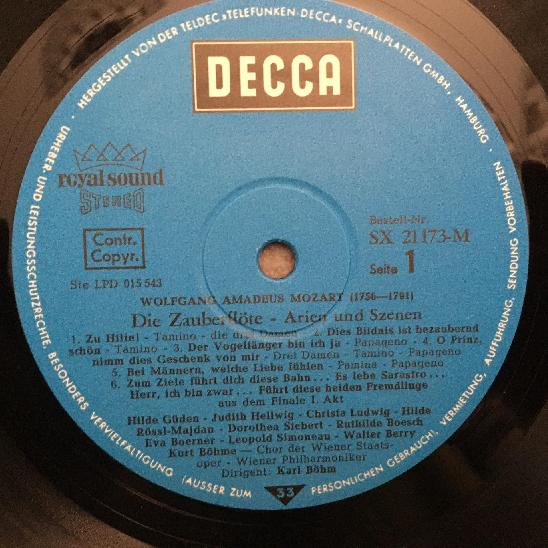 · HERGESTELLT VON DER TELDEC »TELEFUNKEN-DECCA« SCHALLPLATTEN GMBH, HAMBURG ·
DECCA
royal sound
STEREO
Contr.
Copyr.
Bestell-Nr.
SX 21173-M
Seite 1
Ste LPD 015 543
WOLFGANG AMADEUS MOZART (1756—1791)
Die Zauberflöte - Arien und Szenen
1. Zu Hilfe! - Tamino - die drei Damen - 2. Dies Bildnis ist bezaubernd
schön - Tamino - 3. Der Vogelfänger bin ich ja - Papageno - 4. O Prinz,
nimm dies Geschenk von mir - Drei Damen - Tamino - Papageno
5. Bei Männern, welche Liebe fühlen - Pamina - Papageno
6. Zum Ziele führt dich diese Bahn... Es lebe Sarastro...
Herr, ich bin zwar... Führt diese beiden Fremdlinge
aus dem Finale I. Akt
Hilde Güden - Judith Hellwig - Christa Ludwig - Hilde
Rössl-Majdan - Dorothea Siebert - Ruthilde Boesch
Eva Boerner - Leopold Simoneau - Walter Berry
Kurt Böhme — Chor der Wiener Staats-
oper - Wiener Philharmoniker
Dirigent: Karl Böhm
33
URHEBER- UND LEISTUNGSSCHUTZRECHTE, BESONDERS VERVIELFÄLTIGUNG (AUSSER ZUM PERSÖNLICHEN GEBRAUCH), VERMIETUNG, AUFFÜHRUNG, SENDUNG VORBEHALTEN